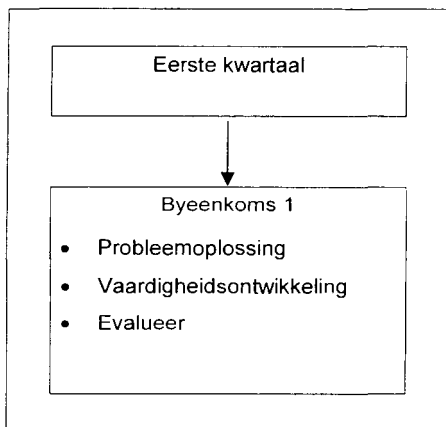 Eerste kwartaal
Byeenkoms 1
• Probleemoplossing
• Vaardigheidsontwikkeling
• Evalueer